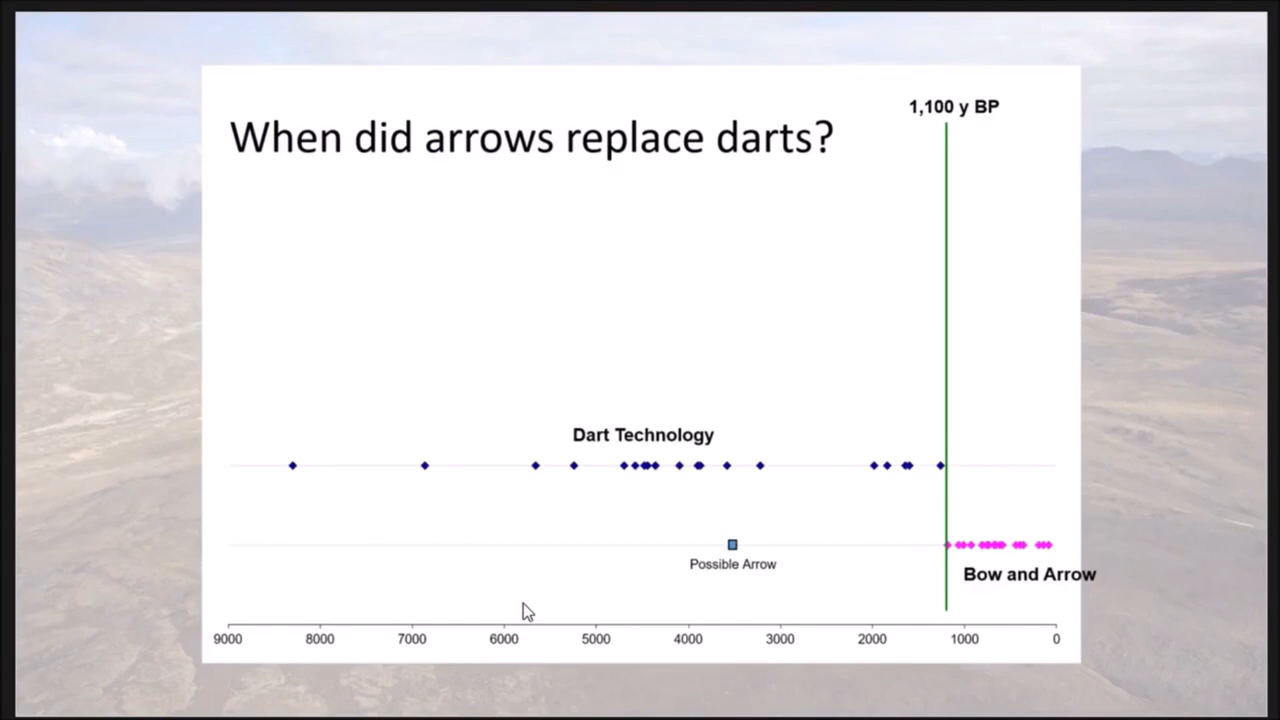 1,100 y BP
When did arrows replace darts?
Dart Technology
Possible Arrow
Bow and Arrow
9000 8000 7000 6000 5000 4000 3000 2000 1000 0